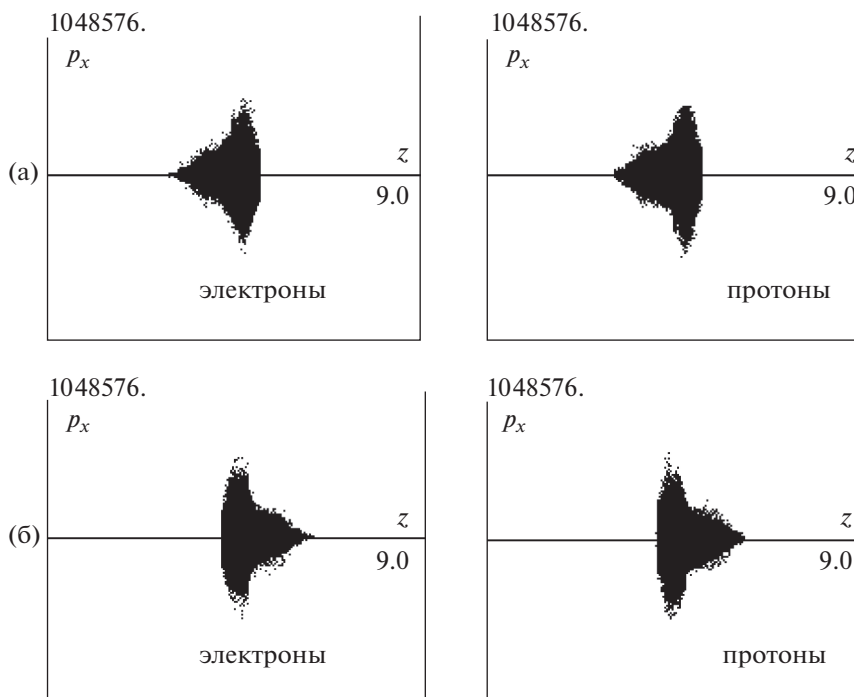 1048576.
p_x
(а)
z
9.0
электроны
1048576.
p_x
z
9.0
протоны
1048576.
p_x
(б)
z
9.0
электроны
1048576.
p_x
z
9.0
протоны